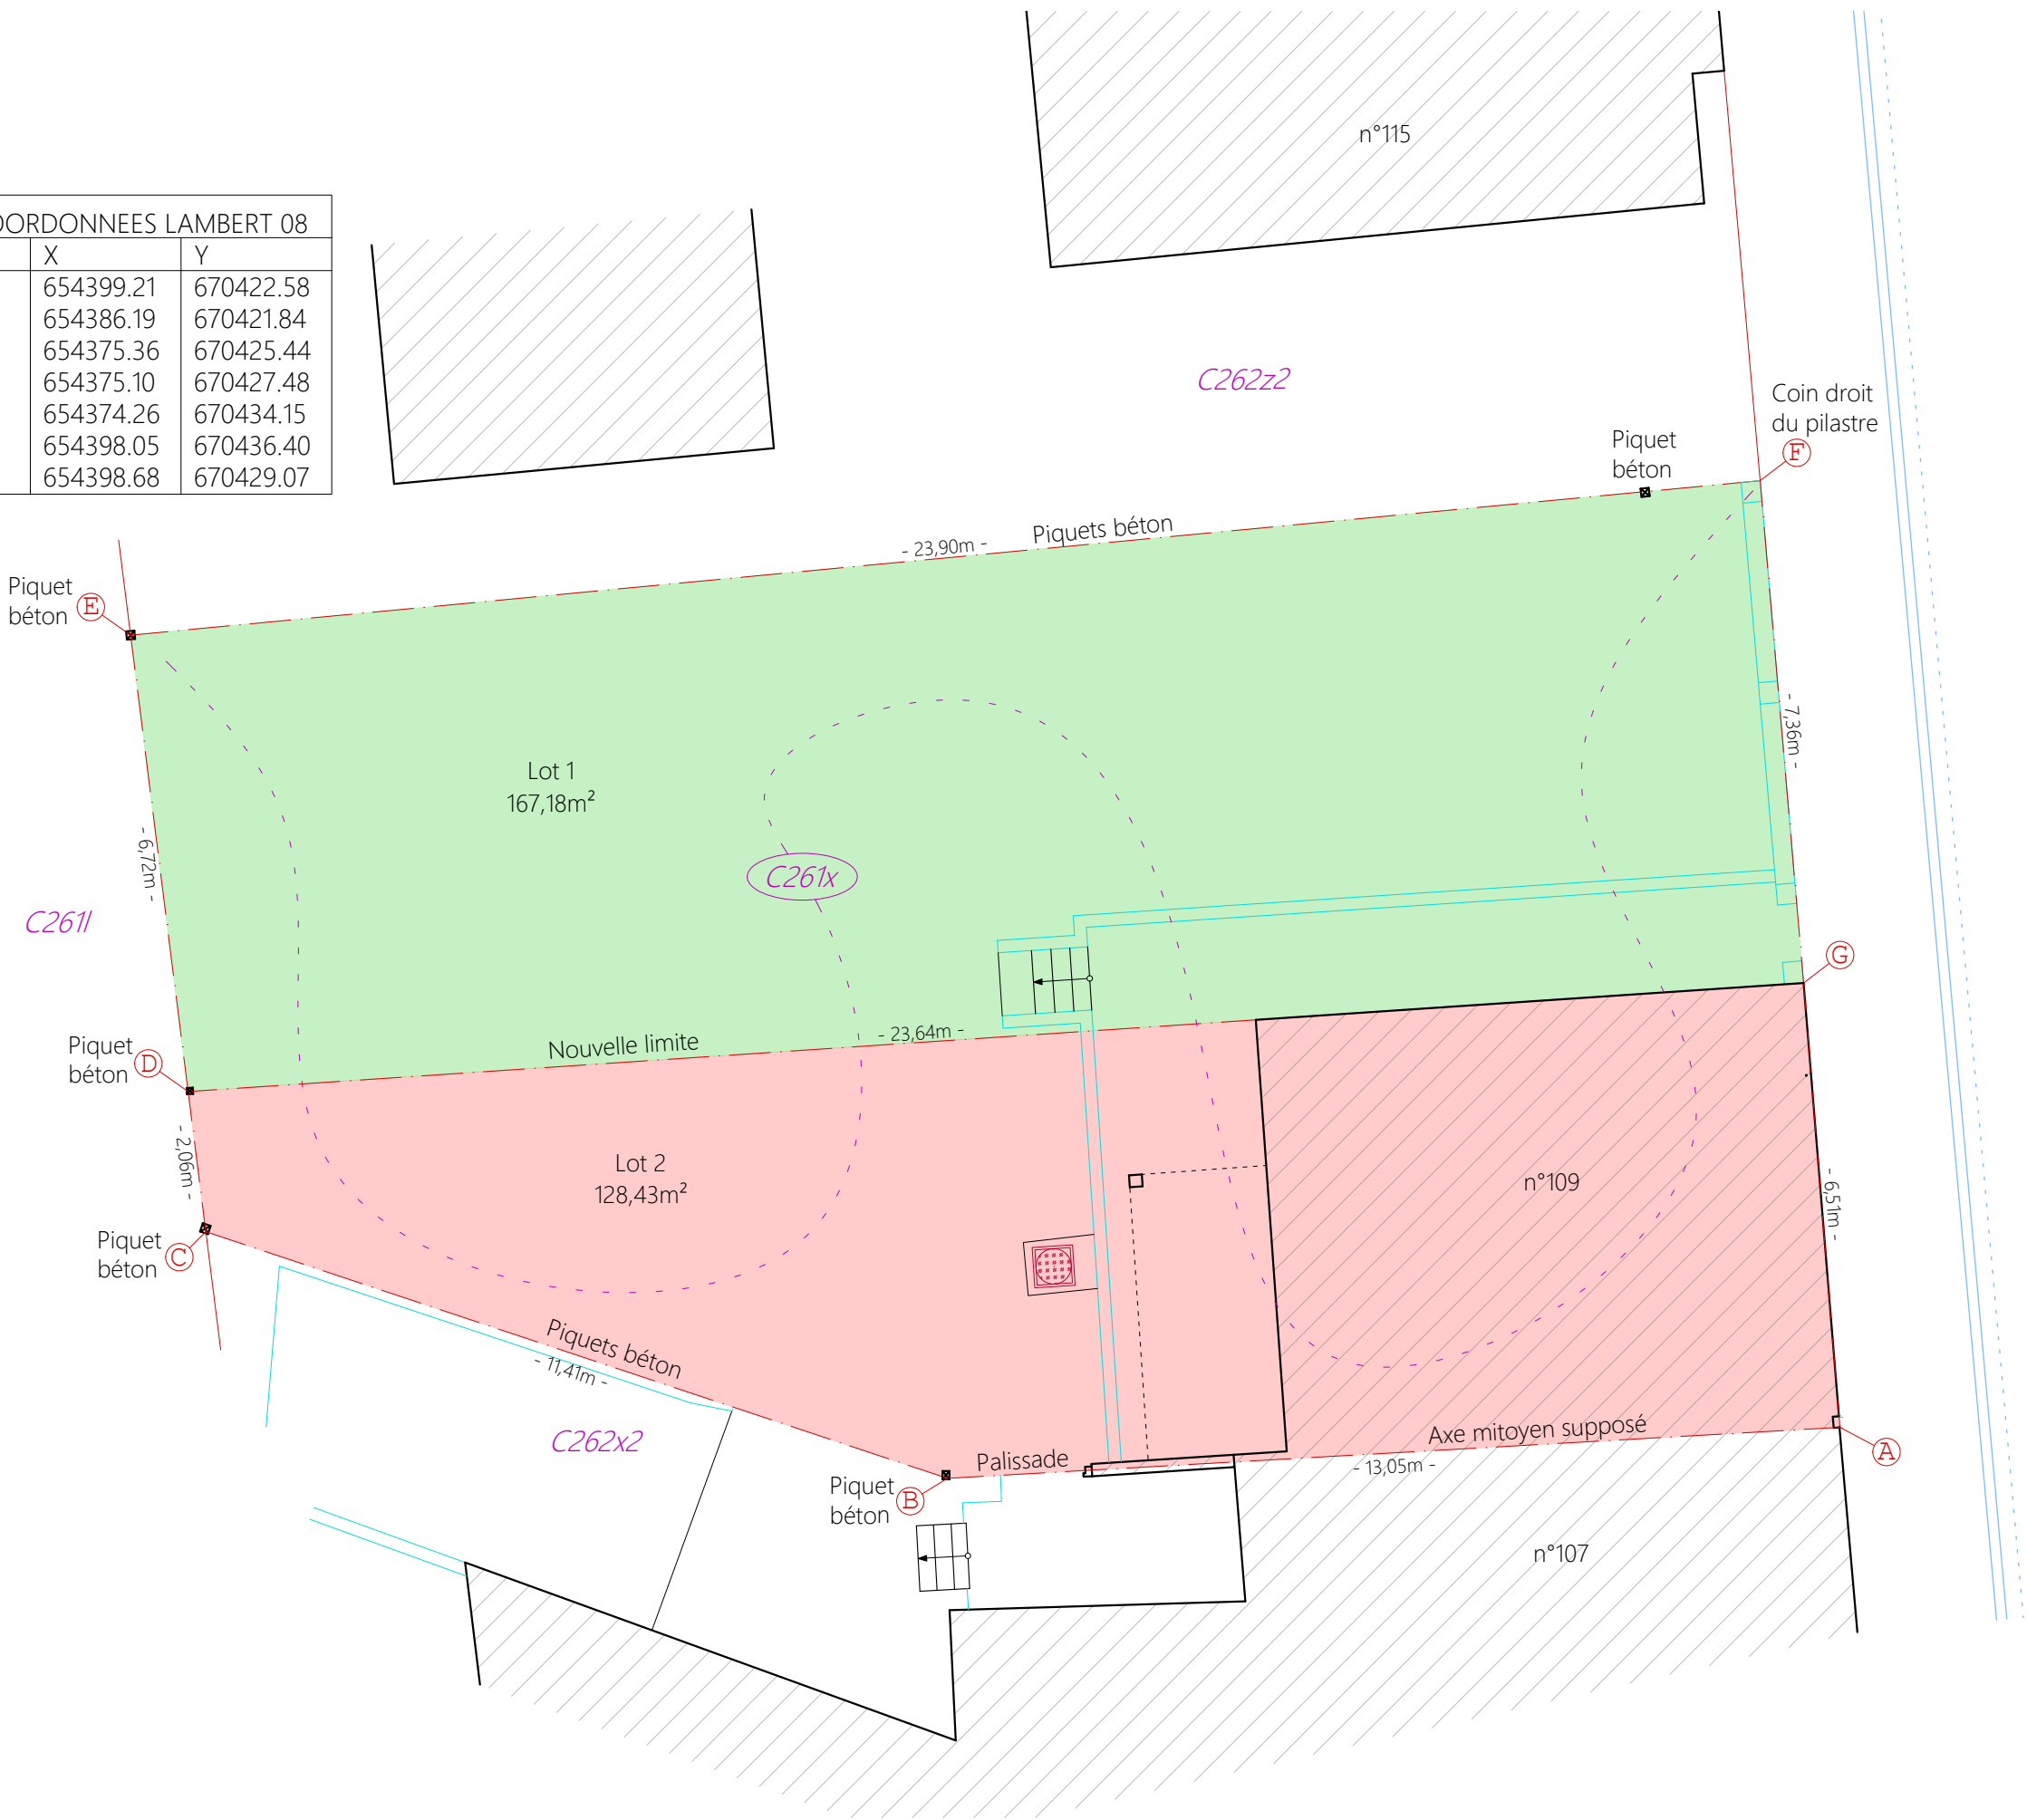 n°115
OORDONNEES LAMBERT 08
X Y
654399.21 670422.58
654386.19 670421.84
654375.36 670425.44
654375.10 670427.48
654374.26 670434.15
654398.05 670436.40
654398.68 670429.07
C262z2
Coin droit
du pilastre
F
Piquet
béton
Piquets béton
- 23,90m -
Piquet
béton
E
- 7,36m -
Lot 1
167,18m²
- 6,72m -
C261x
C261l
G
Nouvelle limite
- 23,64m -
Piquet
béton
D
- 2,06m -
Lot 2
128,43m²
n°109
- 6,51m -
Piquet
béton
C
Piquets béton
- 11,41m -
C262x2
Palissade
Axe mitoyen supposé
- 13,05m -
A
Piquet
béton
B
n°107